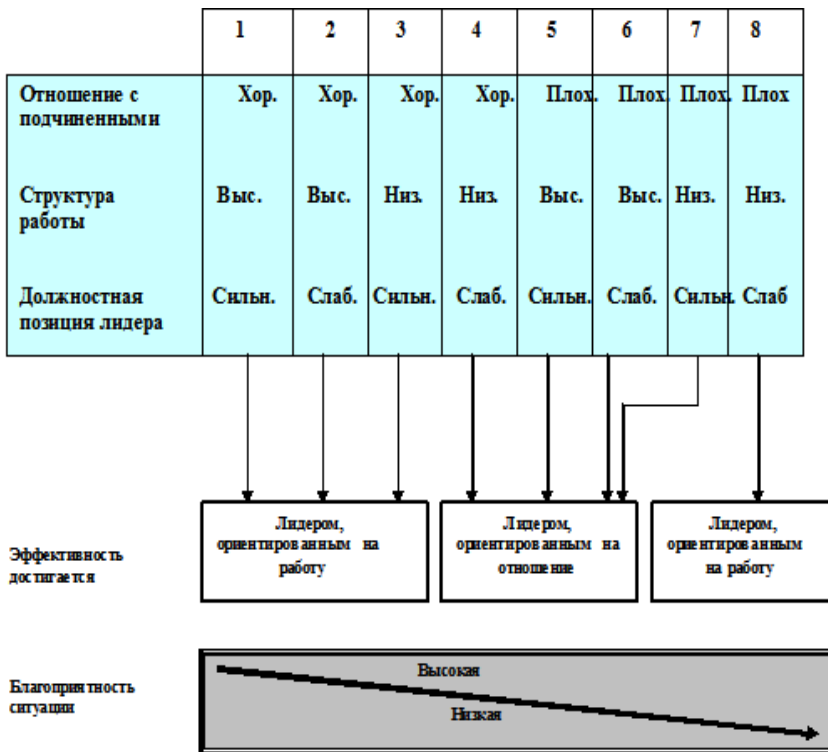 1 2 3 4 5 6 7 8
Отношение с
подчиненными
Хор. Хор. Хор. Хор. Плох. Плох. Плох. Плох
Структура
работы
Выс. Выс. Низ. Низ. Выс. Выс. Низ. Низ.
Должностная
позиция лидера
Сильн. Слаб. Сильн. Слаб. Сильн. Слаб. Сильн. Слаб
Эффективность
достигается
Лидером,
ориентированным на
работу
Лидером,
ориентированным на
отношение
Лидером,
ориентированным
на работу
Благоприятность
ситуации
Высокая
Низкая